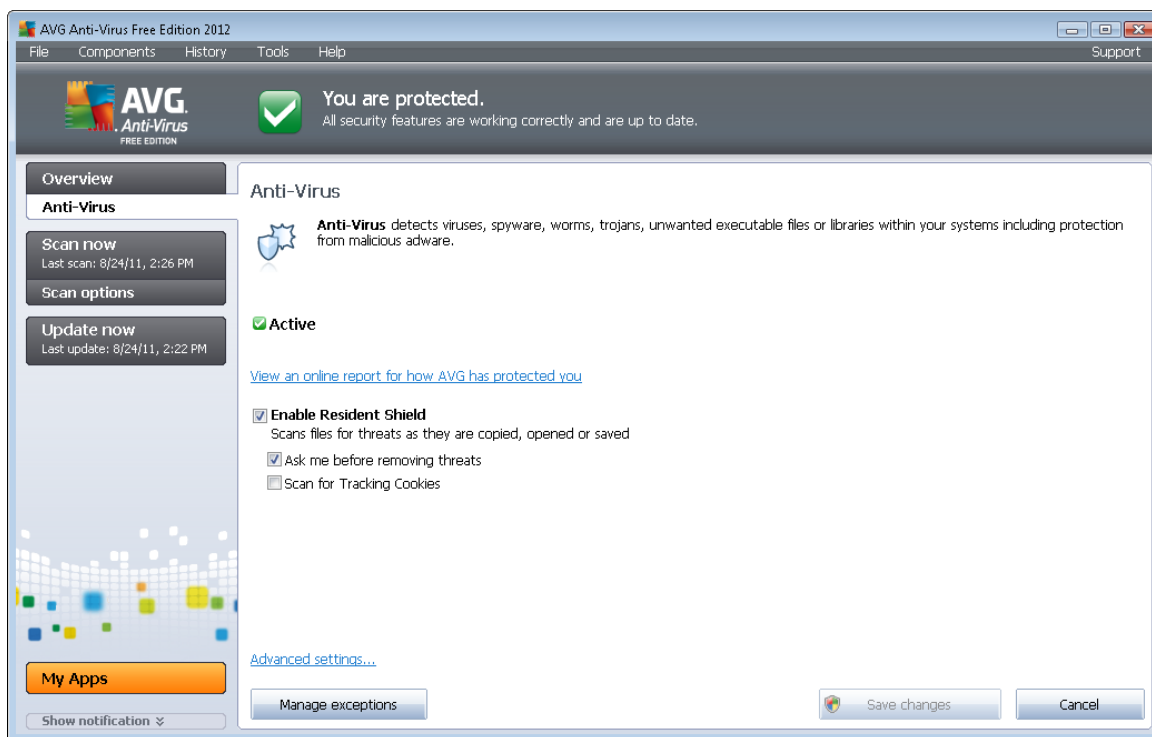 AVG Anti-Virus Free Edition 2012
File Components History Tools Help Support
AVG.
Anti-Virus
FREE EDITION
You are protected.
All security features are working correctly and are up to date.
Overview
Anti-Virus
Scan now
Last scan: 8/24/11, 2:26 PM
Scan options
Update now
Last update: 8/24/11, 2:22 PM
My Apps
Show notification
Anti-Virus
Anti-Virus detects viruses, spyware, worms, trojans, unwanted executable files or libraries within your systems including protection
from malicious adware.
Active
View an online report for how AVG has protected you
Enable Resident Shield
Scans files for threats as they are copied, opened or saved
Ask me before removing threats
Scan for Tracking Cookies
Advanced settings...
Manage exceptions
Save changes
Cancel